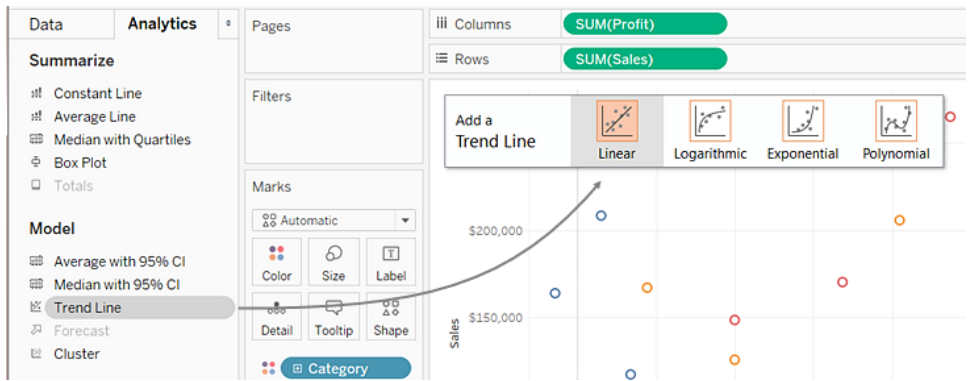 Data
Analytics
Summarize
Constant Line
Average Line
Median with Quartiles
Box Plot
Totals
Model
Average with 95% CI
Median with 95% CI
Trend Line
Forecast
Cluster
Pages
Filters
Marks
Automatic
Color
Size
Label
Detail
Tooltip
Shape
Category
Columns
SUM(Profit)
Rows
SUM(Sales)
Add a
Trend Line
Linear
Logarithmic
Exponential
Polynomial
$200,000
$150,000
Sales